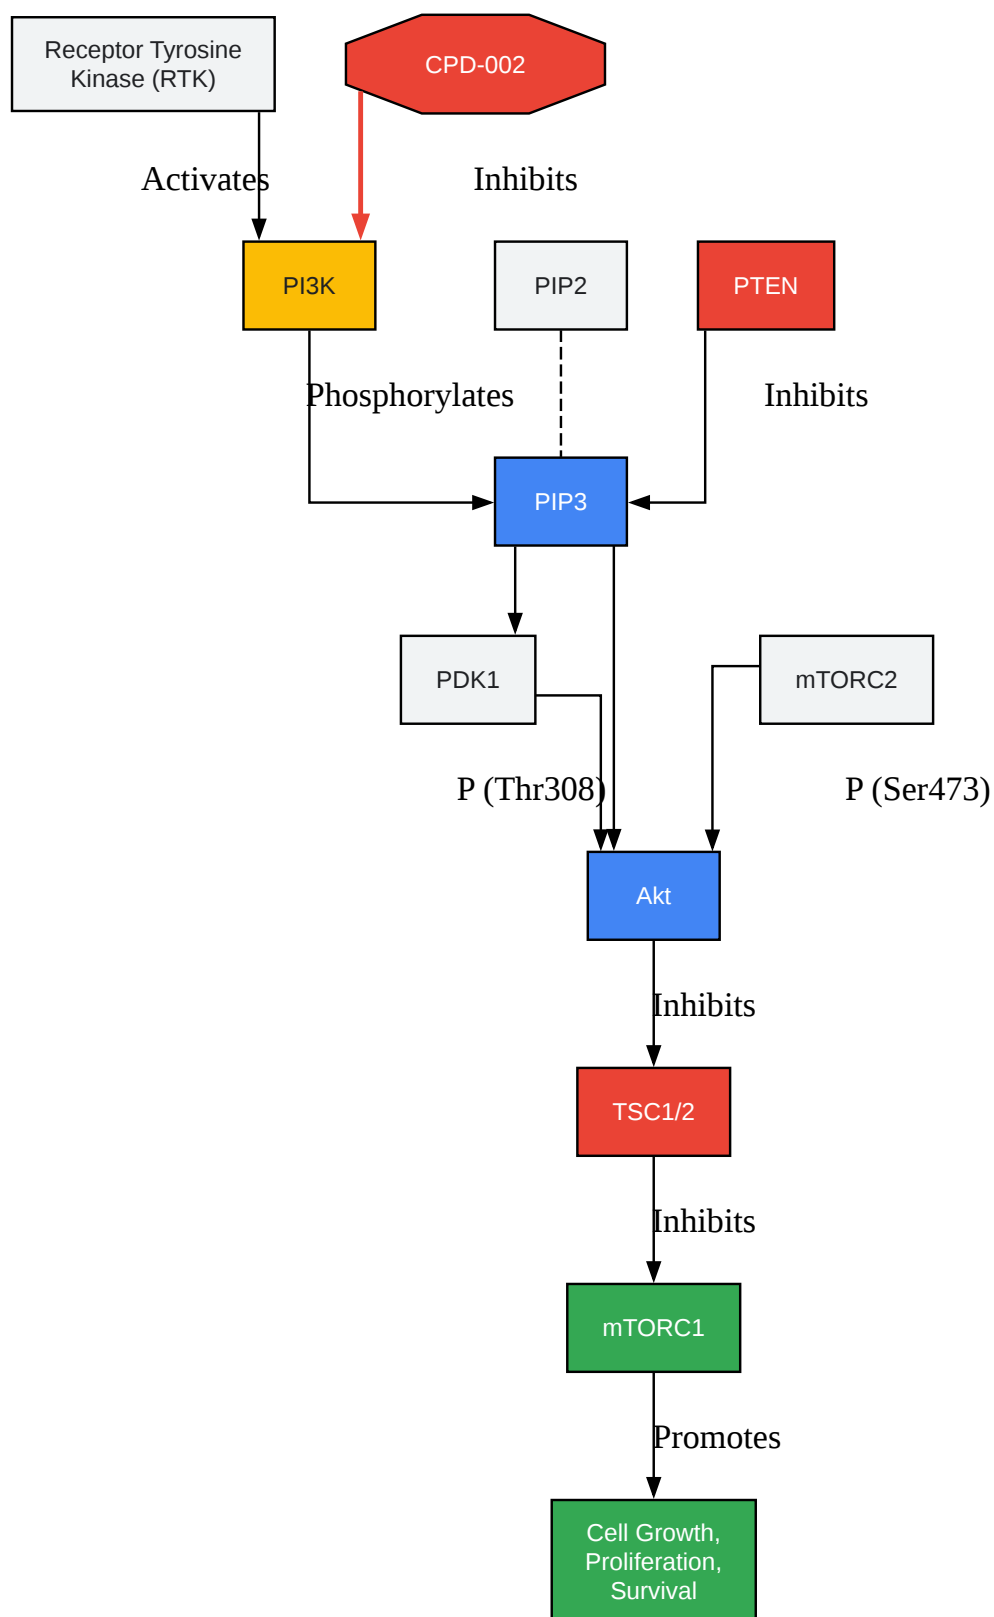 Receptor Tyrosine
Kinase (RTK)
CPD-002
Activates
Inhibits
PI3K
PIP2
PTEN
Phosphorylates
Inhibits
PIP3
PDK1
mTORC2
P (Thr308)
P (Ser473)
Akt
Inhibits
TSC1/2
Inhibits
mTORC1
Promotes
Cell Growth,
Proliferation,
Survival